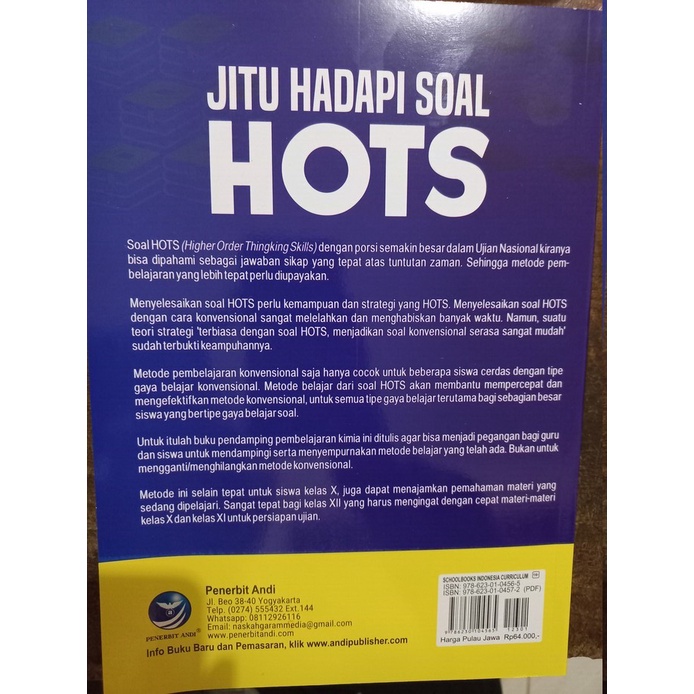 JITU HADAPI SOAL
HOTS
Soal HOTS (Higher Order Thingking Skills) dengan porsi semakin besar dalam Ujian Nasional kiranya
bisa dipahami sebagai jawaban sikap yang tepat atas tuntutan zaman. Sehingga metode pem-
belajaran yang lebih tepat perlu diupayakan.
Menyelesaikan soal HOTS perlu kemampuan dan strategi yang HOTS. Menyelesaikan soal HOTS
dengan cara konvensional sangat melelahkan dan menghabiskan banyak waktu. Namun, suatu
teori strategi 'terbiasa dengan soal HOTS, menjadikan soal konvensional serasa sangat mudah'
sudah terbukti keampuhannya.
Metode pembelajaran konvensional saja hanya cocok untuk beberapa siswa cerdas dengan tipe
gaya belajar konvensional. Metode belajar dari soal HOTS akan membantu mempercepat dan
mengefektifkan metode konvensional, untuk semua tipe gaya belajar terutama bagi sebagian besar
siswa yang bertipe gaya belajar soal.
Untuk itulah buku pendamping pembelajaran kimia ini ditulis agar bisa menjadi pegangan bagi guru
dan siswa untuk mendampingi serta menyempurnakan metode belajar yang telah ada. Bukan untuk
mengganti/menghilangkan metode konvensional.
Metode ini selain tepat untuk siswa kelas X, juga dapat menajamkan pemahaman materi yang
sedang dipelajari. Sangat tepat bagi kelas XII yang harus mengingat dengan cepat materi-materi
kelas X dan kelas XI untuk persiapan ujian.
PENERBIT ANDI ®
Penerbit Andi
Jl. Beo 38-40 Yogyakarta
Telp. (0274) 555432 Ext.144
Whatsapp: 08112926116
Email: naskahgarammedia@gmail.com
www.penerbitandi.com
Info Buku Baru dan Pemasaran, klik www.andipublisher.com
SCHOOLBOOKS INDONESIA CURRICULUM
ISBN: 978-623-01-0456-5
ISBN: 978-623-01-0457-2 (PDF)
9 786230 104565
Harga Pulau Jawa Rp64.000,-